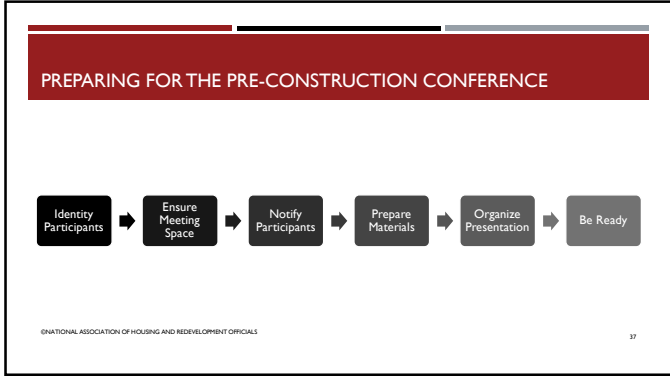 PREPARING FOR THE PRE-CONSTRUCTION CONFERENCE
Identity
Participants
Ensure
Meeting
Space
Notify
Participants
Prepare
Materials
Organize
Presentation
Be Ready
©NATIONAL ASSOCIATION OF HOUSING AND REDEVELOPMENT OFFICIALS
37